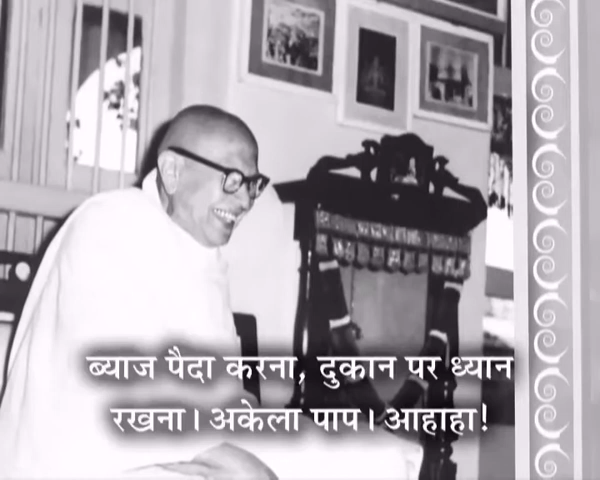 ब्याज पैदा करना, दुकान पर ध्यान
रखना। अकेला पाप। आहाहा!